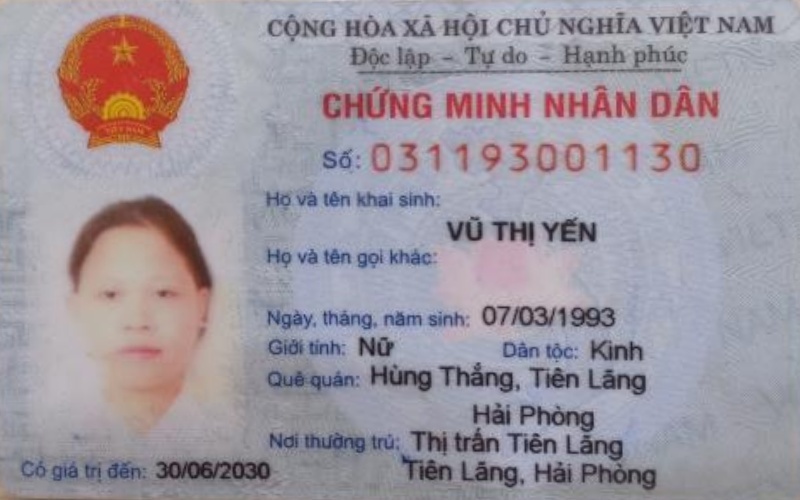 CỘNG HÒA XÃ HỘI CHỦ NGHĨA VIỆT NAM
Độc lập – Tự do – Hạnh phúc
CHỨNG MINH NHÂN DÂN
Số: 031193001130
Họ và tên khai sinh:
VŨ THỊ YẾN
Họ và tên gọi khác:
Ngày, tháng, năm sinh: 07/03/1993
Giới tính: Nữ Dân tộc: Kinh
Quê quán: Hùng Thắng, Tiên Lãng
Hải Phòng
Nơi thường trú: Thị trấn Tiên Lãng
Tiên Lãng, Hải Phòng
Có giá trị đến: 30/06/2030